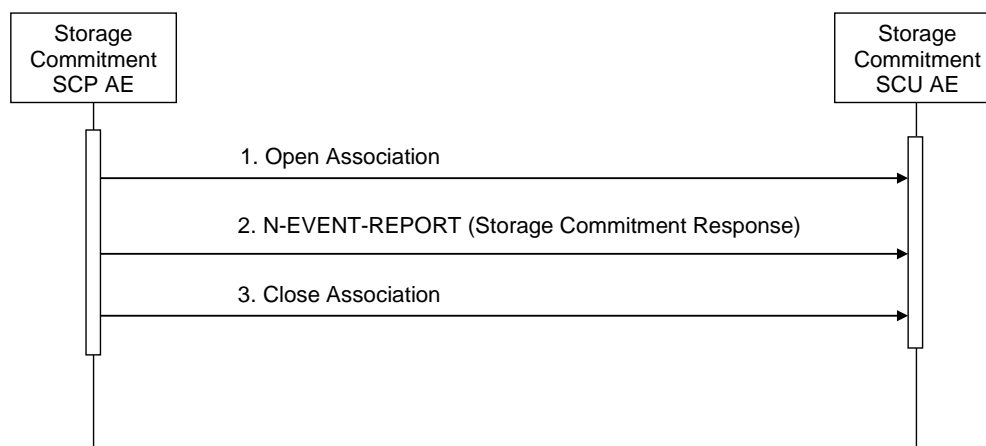 Storage
Commitment
SCP AE
Storage
Commitment
SCU AE
1. Open Association
2. N-EVENT-REPORT (Storage Commitment Response)
3. Close Association